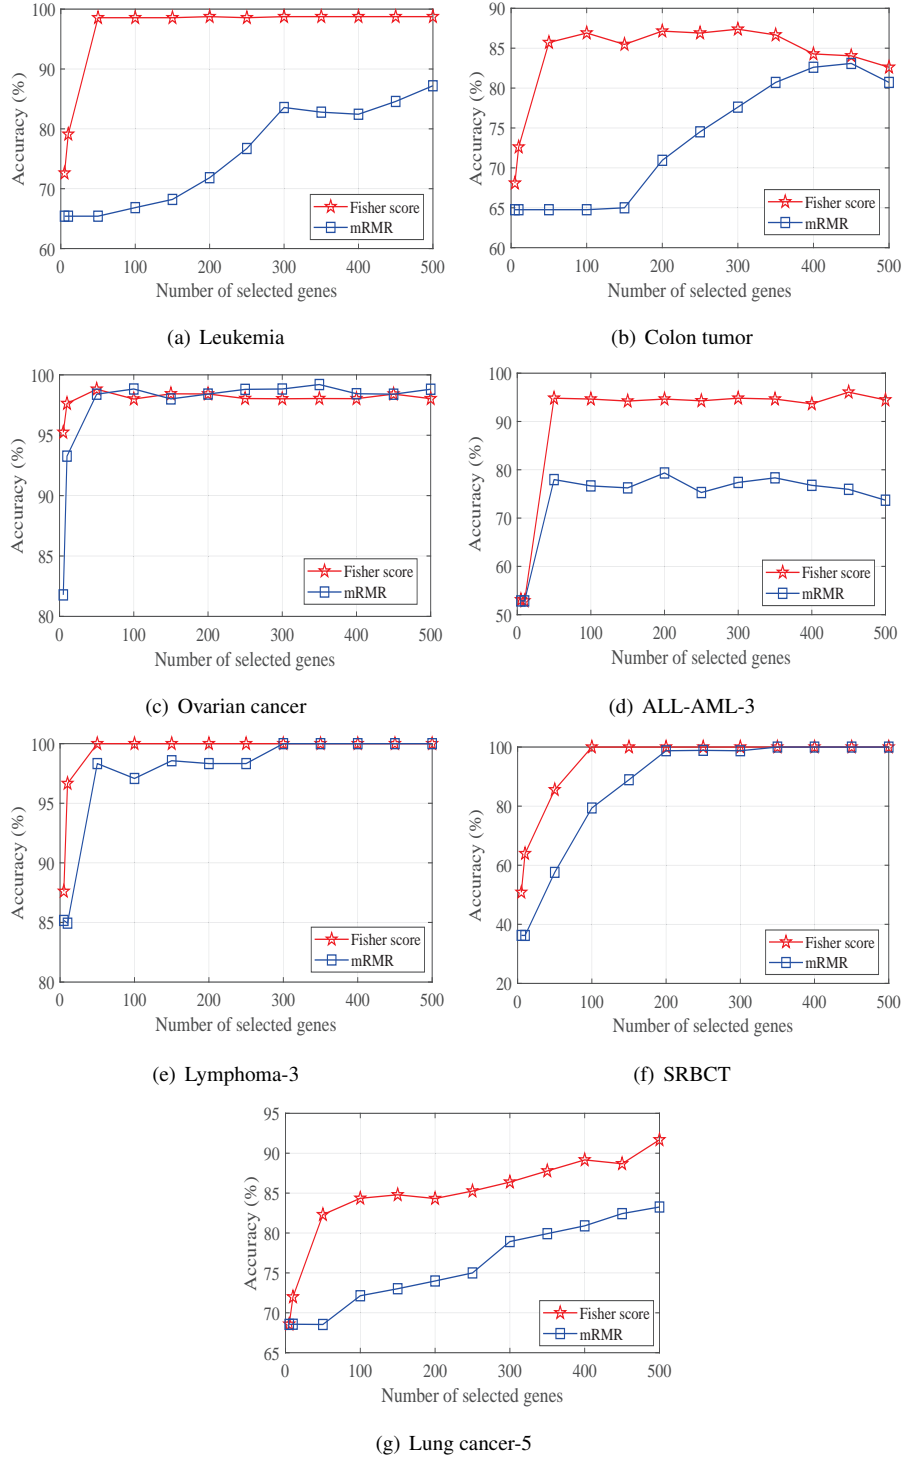 100
90
80
70
60
Accuracy (%)
0 100 200 300 400 500
Number of selected genes
Fisher score
mRMR
(a) Leukemia
90
85
80
75
70
65
60
Accuracy (%)
0 100 200 300 400 500
Number of selected genes
Fisher score
mRMR
(b) Colon tumor
100
95
90
85
80
Accuracy (%)
0 100 200 300 400 500
Number of selected genes
Fisher score
mRMR
(c) Ovarian cancer
100
90
80
70
60
50
Accuracy (%)
0 100 200 300 400 500
Number of selected genes
Fisher score
mRMR
(d) ALL-AML-3
100
95
90
85
80
Accuracy (%)
0 100 200 300 400 500
Number of selected genes
Fisher score
mRMR
(e) Lymphoma-3
100
80
60
40
20
Accuracy (%)
0 100 200 300 400 500
Number of selected genes
Fisher score
mRMR
(f) SRBCT
95
90
85
80
75
70
65
Accuracy (%)
0 100 200 300 400 500
Number of selected genes
Fisher score
mRMR
(g) Lung cancer-5